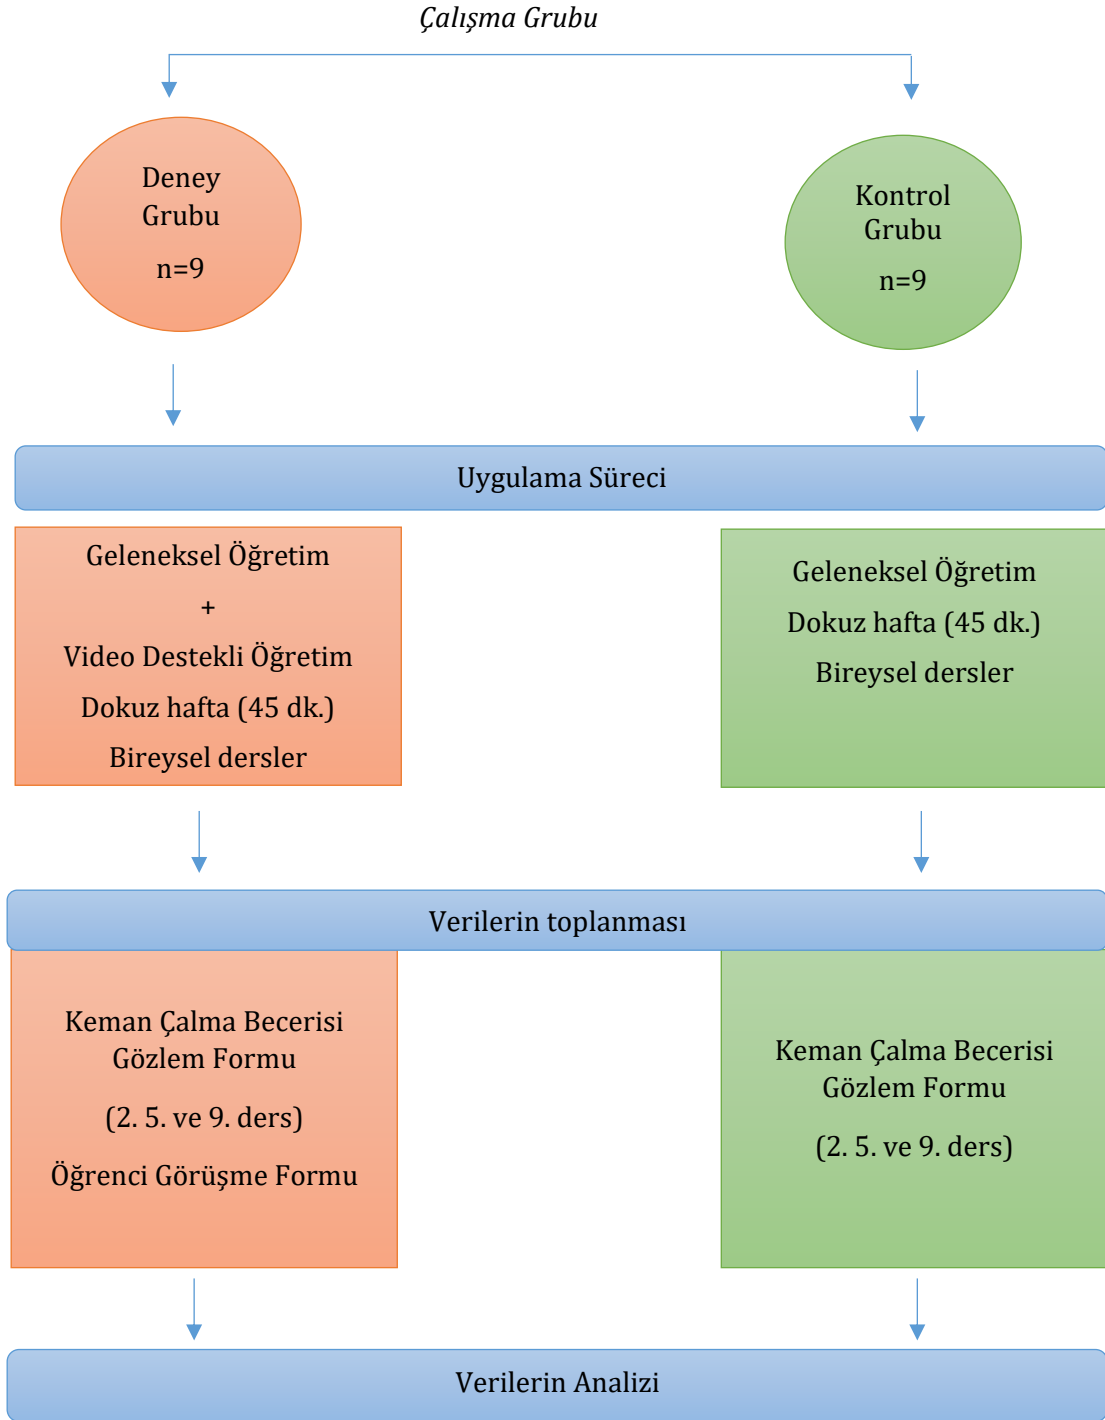 Çalışma Grubu
Deney
Grubu
n=9
Kontrol
Grubu
n=9
Uygulama Süreci
Geleneksel Öğretim
+
Video Destekli Öğretim
Dokuz hafta (45 dk.)
Bireysel dersler
Geleneksel Öğretim
Dokuz hafta (45 dk.)
Bireysel dersler
Verilerin toplanması
Keman Çalma Becerisi
Gözlem Formu
(2. 5. ve 9. ders)
Öğrenci Görüşme Formu
Keman Çalma Becerisi
Gözlem Formu
(2. 5. ve 9. ders)
Verilerin Analizi